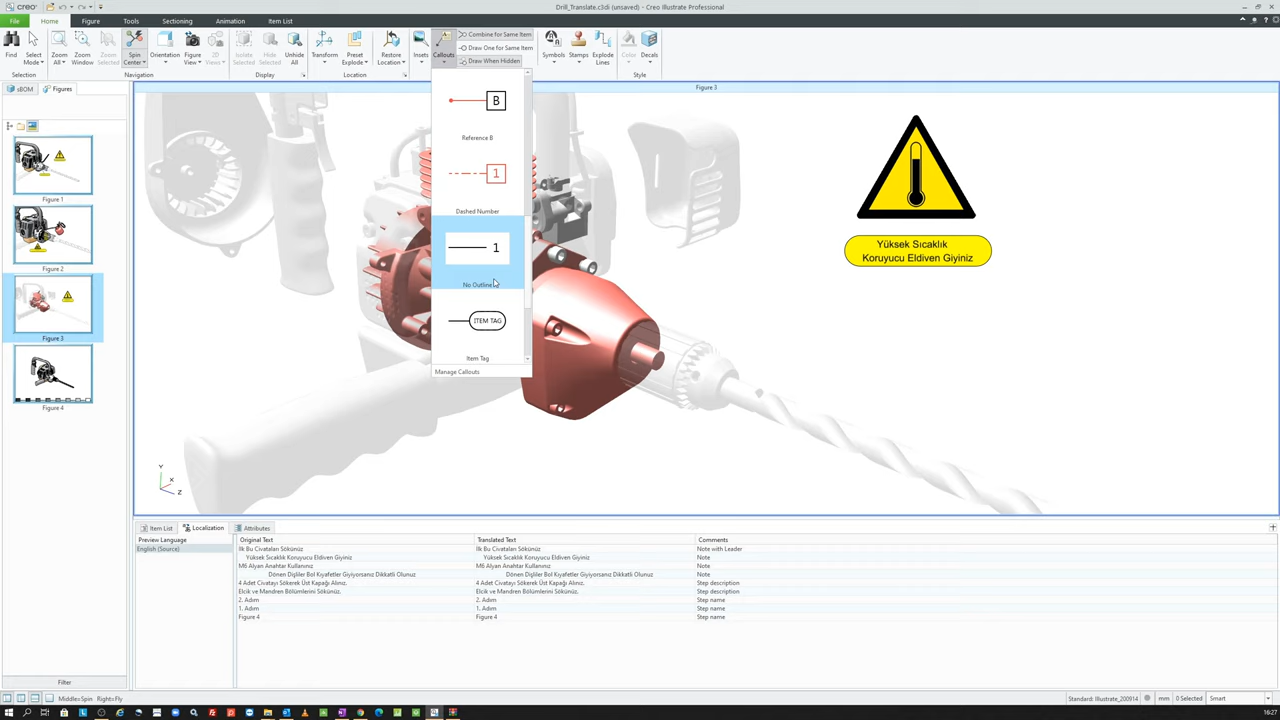 creo
Drill_Translate.c3di (unsaved) - Creo Illustrate Professional
File Home Figure Tools Sectioning Animation Item List
Find
Select Mode
Zoom All
Zoom Window
Zoom Selected
Spin Center
Orientation
Figure View
Isolate Selected
Hide Selected
Unhide All
Transform
Preset Explode
Restore Location
Insets
Callouts
Combine for Same Item
Draw One for Same Item
Draw When Hidden
Symbols
Stamps
Explode Lines
Color
Decals
Selection Navigation Display Location Style
sBOM Figures
Figure 1
Figure 2
Figure 3
Figure 4
Filter
Figure 3
B
Reference B
1
Dashed Number
1
No Outline
ITEM TAG
Item Tag
Manage Callouts
Yüksek Sıcaklık
Koruyucu Eldiven Giyiniz
Y
X
Z
Item List Localization Attributes
Preview Language Original Text Translated Text Comments
English (Source) İlk Bu Civataları Sökünüz İlk Bu Civataları Sökünüz Note with Leader
Yüksek Sıcaklık Koruyucu Eldiven Giyiniz Yüksek Sıcaklık Koruyucu Eldiven Giyiniz Note
M6 Alyan Anahtar Kullanınız M6 Alyan Anahtar Kullanınız Note
Dönen Dişliler Bol Kıyafetler Giyiyorsanız Dikkatli Olunuz Dönen Dişliler Bol Kıyafetler Giyiyorsanız Dikkatli Olunuz Note
4 Adet Civatayı Sökerek Üst Kapağı Alınız. 4 Adet Civatayı Sökerek Üst Kapağı Alınız. Step description
Elcik ve Mandren Bölümlerini Sökünüz. Elcik ve Mandren Bölümlerini Sökünüz. Step description
2. Adım 2. Adım Step name
1. Adım 1. Adım Step name
Figure 4 Figure 4 Step name
Middle=Spin Right=Fly
Standard: Illustrate_200914 mm 0 Selected Smart
16:27